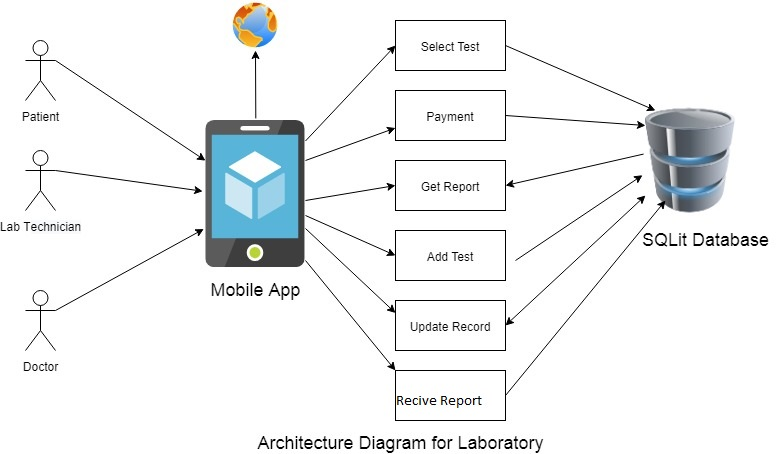 Select Test
Patient
Payment
Lab Technician
Get Report
SQLit Database
Add Test
Mobile App
Update Record
Doctor
Recive Report
Architecture Diagram for Laboratory